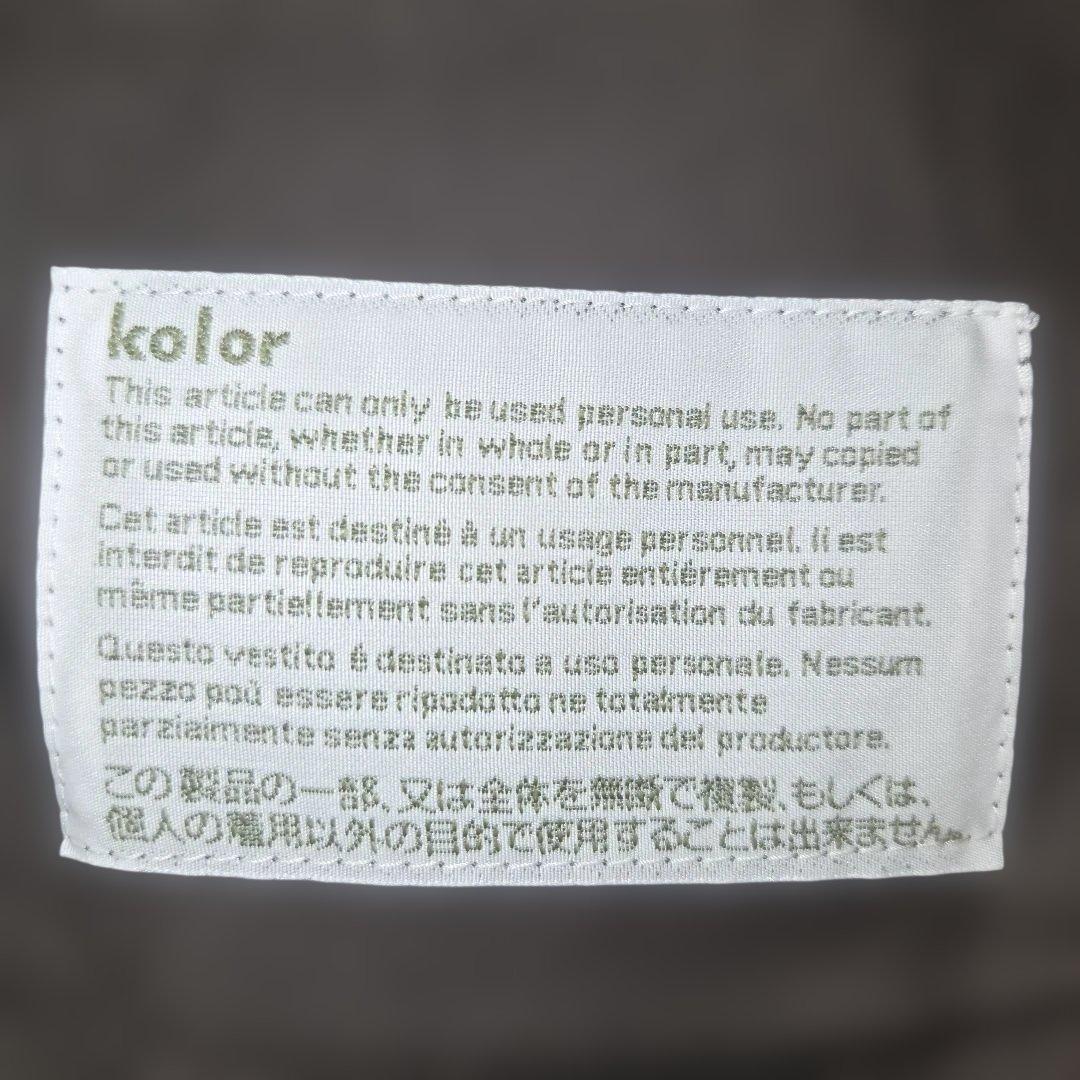 kolor
This article can only be used personal use. No part of
this article, whether in whole or in part, may copied
or used without the consent of the manufacturer.
Cet article est destiné à un usage personnel. Il est
interdit de reproduire cet article entiérement ou
même partiellement sans l'autorisation du fabricant.
Questo vestito é destinato a uso personale. Nessum
pezzo poú essere ripodotto ne totalmente
parzialmente senza autorizzazione del productore.
この製品の一部、又は全体を無断で複製、もしくは、
個人の着用以外の目的で使用することは出来ません。